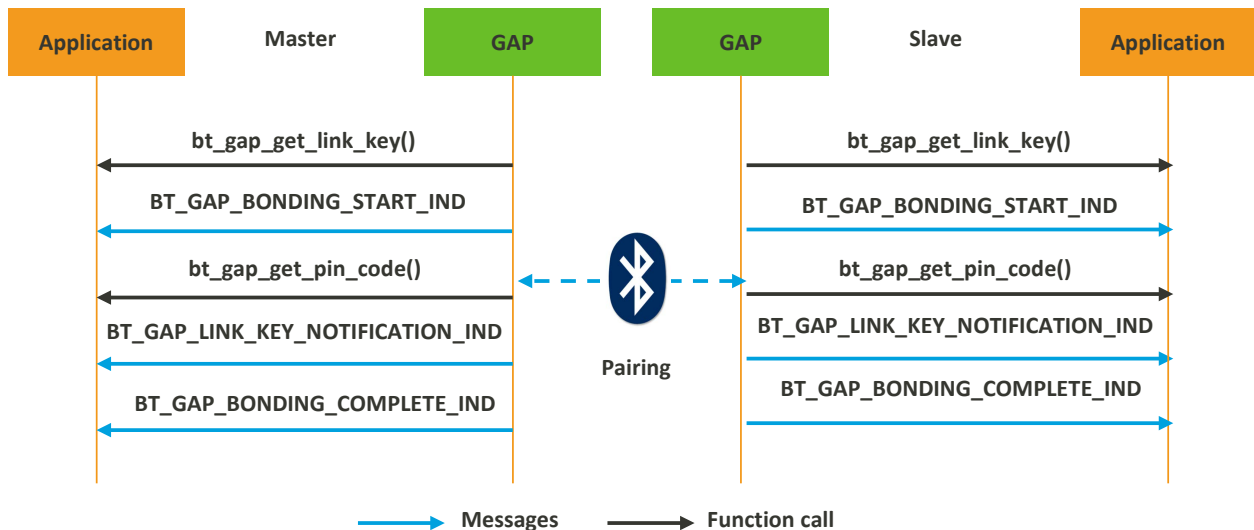 Application
Master
GAP
GAP
Slave
Application
bt_gap_get_link_key()
bt_gap_get_link_key()
BT_GAP_BONDING_START_IND
BT_GAP_BONDING_START_IND
bt_gap_get_pin_code()
bt_gap_get_pin_code()
BT_GAP_LINK_KEY_NOTIFICATION_IND
BT_GAP_LINK_KEY_NOTIFICATION_IND
Pairing
BT_GAP_BONDING_COMPLETE_IND
BT_GAP_BONDING_COMPLETE_IND
Messages
Function call